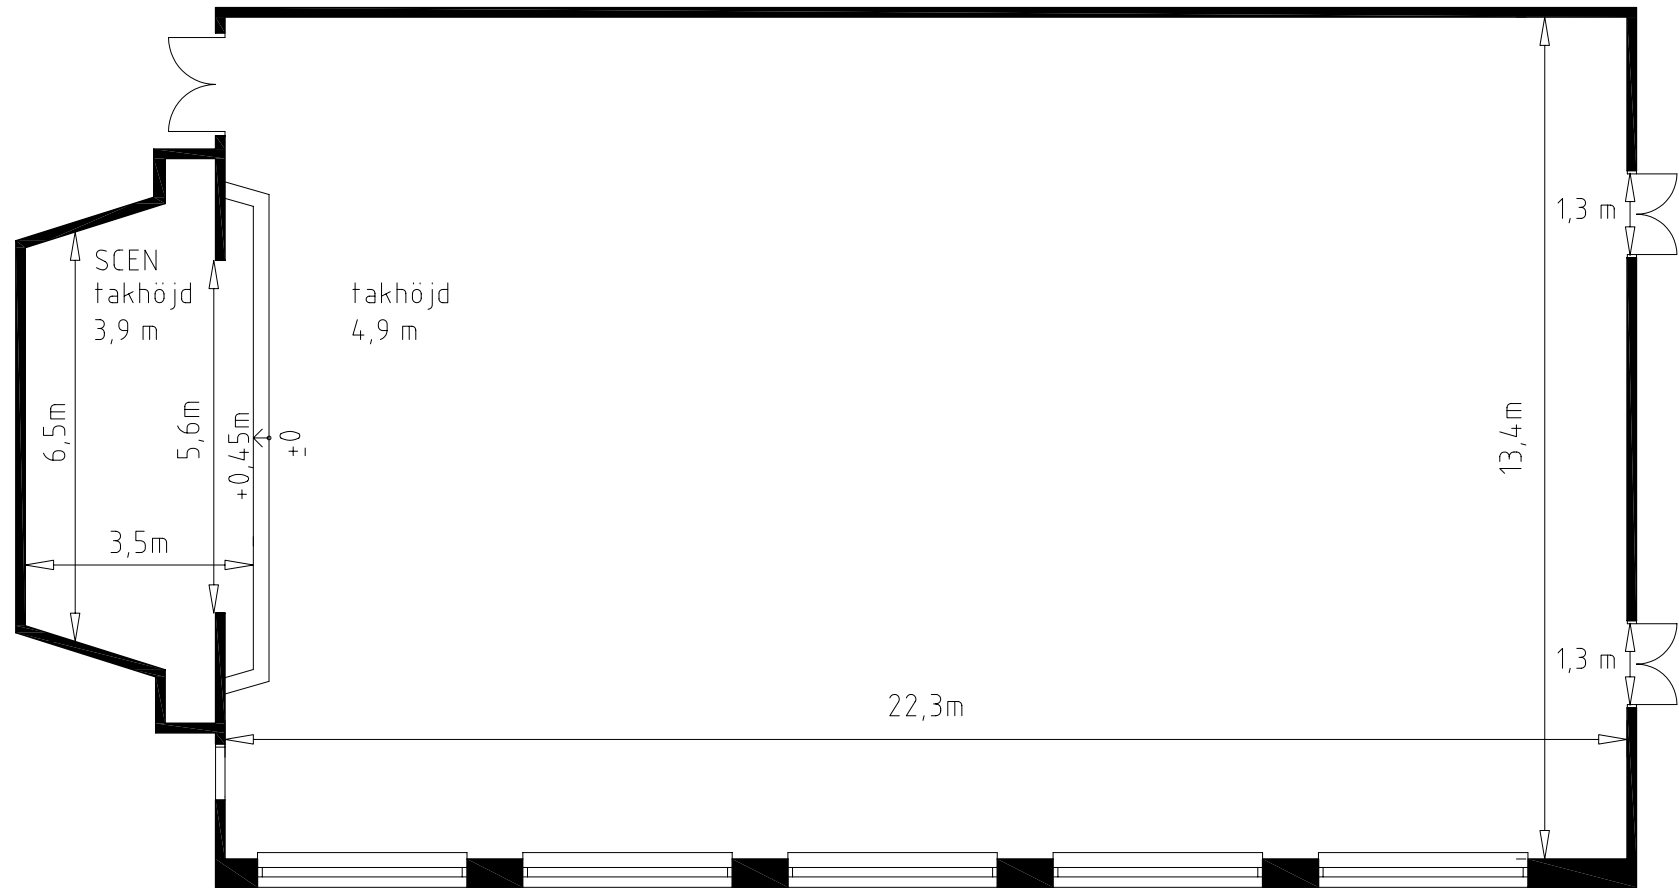 SCEN
takhöjd
3,9 m
takhöjd
4,9 m
1,3 m
6,5m
5,6m
+0,45m
±0
13,4m
3,5m
1,3 m
22,3m